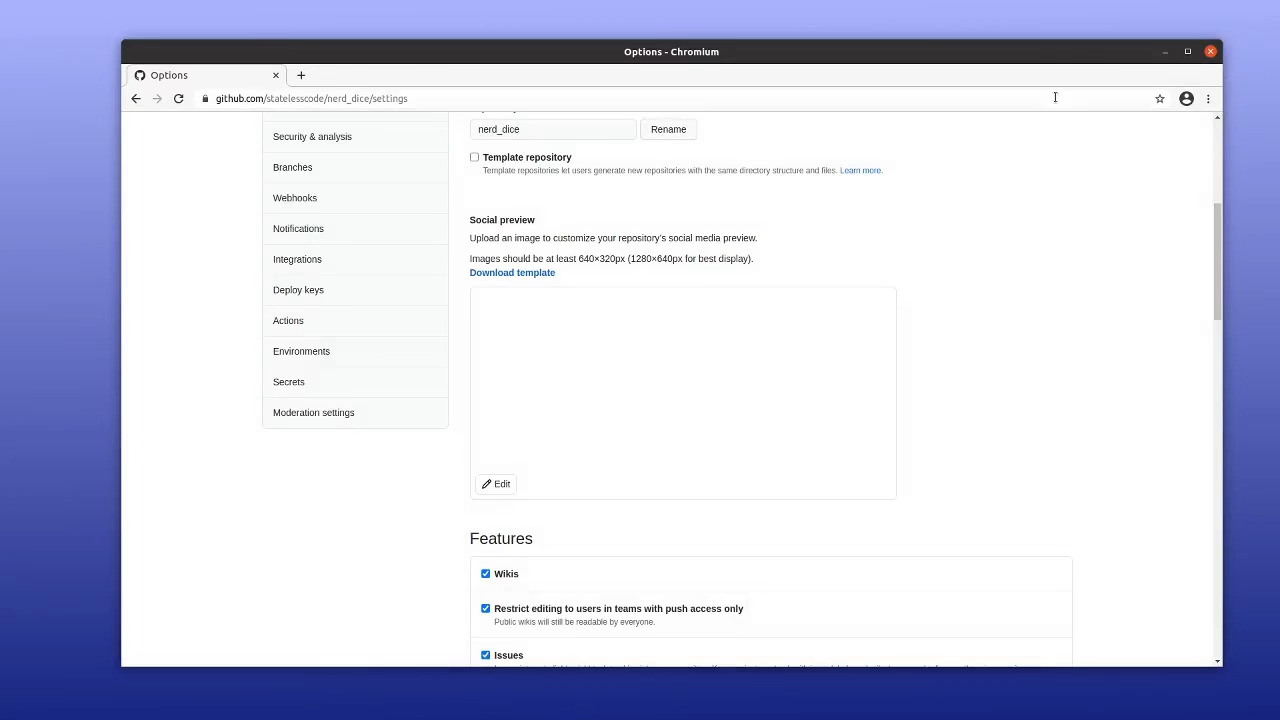 Options - Chromium
Options
github.com/statelesscode/nerd_dice/settings
Security & analysis
Branches
Webhooks
Notifications
Integrations
Deploy keys
Actions
Environments
Secrets
Moderation settings
nerd_dice Rename
Template repository
Template repositories let users generate new repositories with the same directory structure and files. Learn more.
Social preview
Upload an image to customize your repository's social media preview.
Images should be at least 640×320px (1280×640px for best display).
Download template
Edit
Features
Wikis
Restrict editing to users in teams with push access only
Public wikis will still be readable by everyone.
Issues